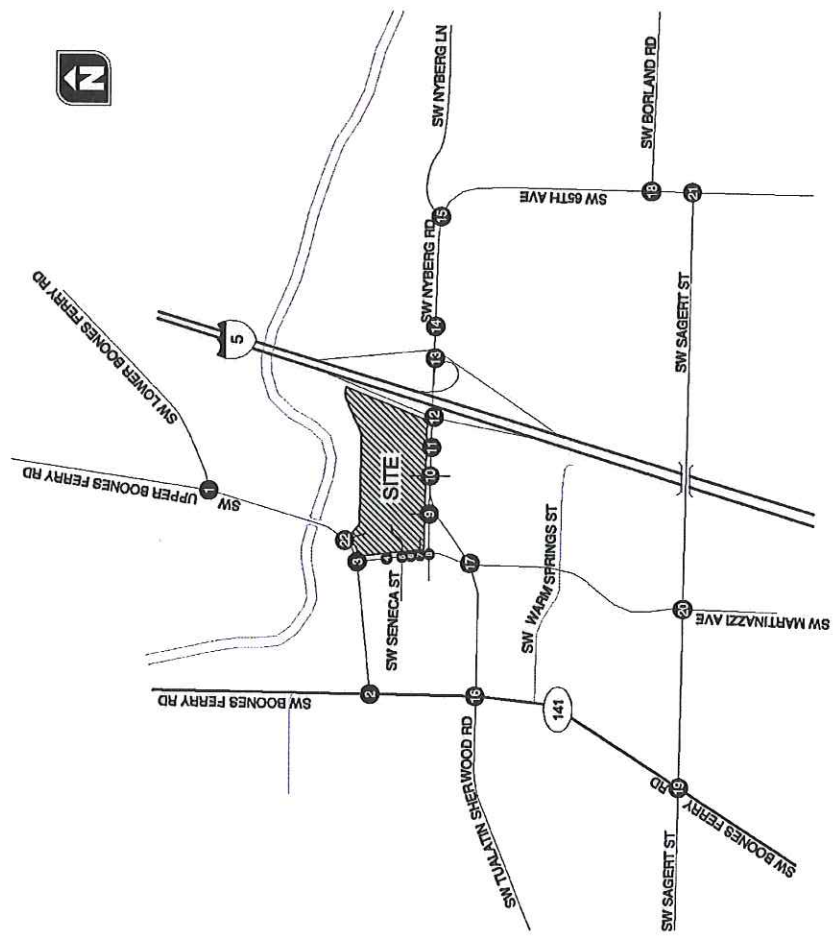 N
SW LOWER BOONES FERRY RD
SW
UPPER BOONES FERRY RD
5
1
22
3
SITE
4
SW SENECA ST
7
8
9
10
11
12
13
14
15
SW NYBERG RD
SW NYBERG LN
SW BOONES FERRY RD
2
16
17
SW TUALATIN SHERWOOD RD
SW WARM SPRINGS ST
141
SW 65TH AVE
SW BORLAND RD
18
21
SW SAGERT ST
20
SW MARTINAZZI AVE
19
SW SAGERT ST
SW BOONES FERRY
RD